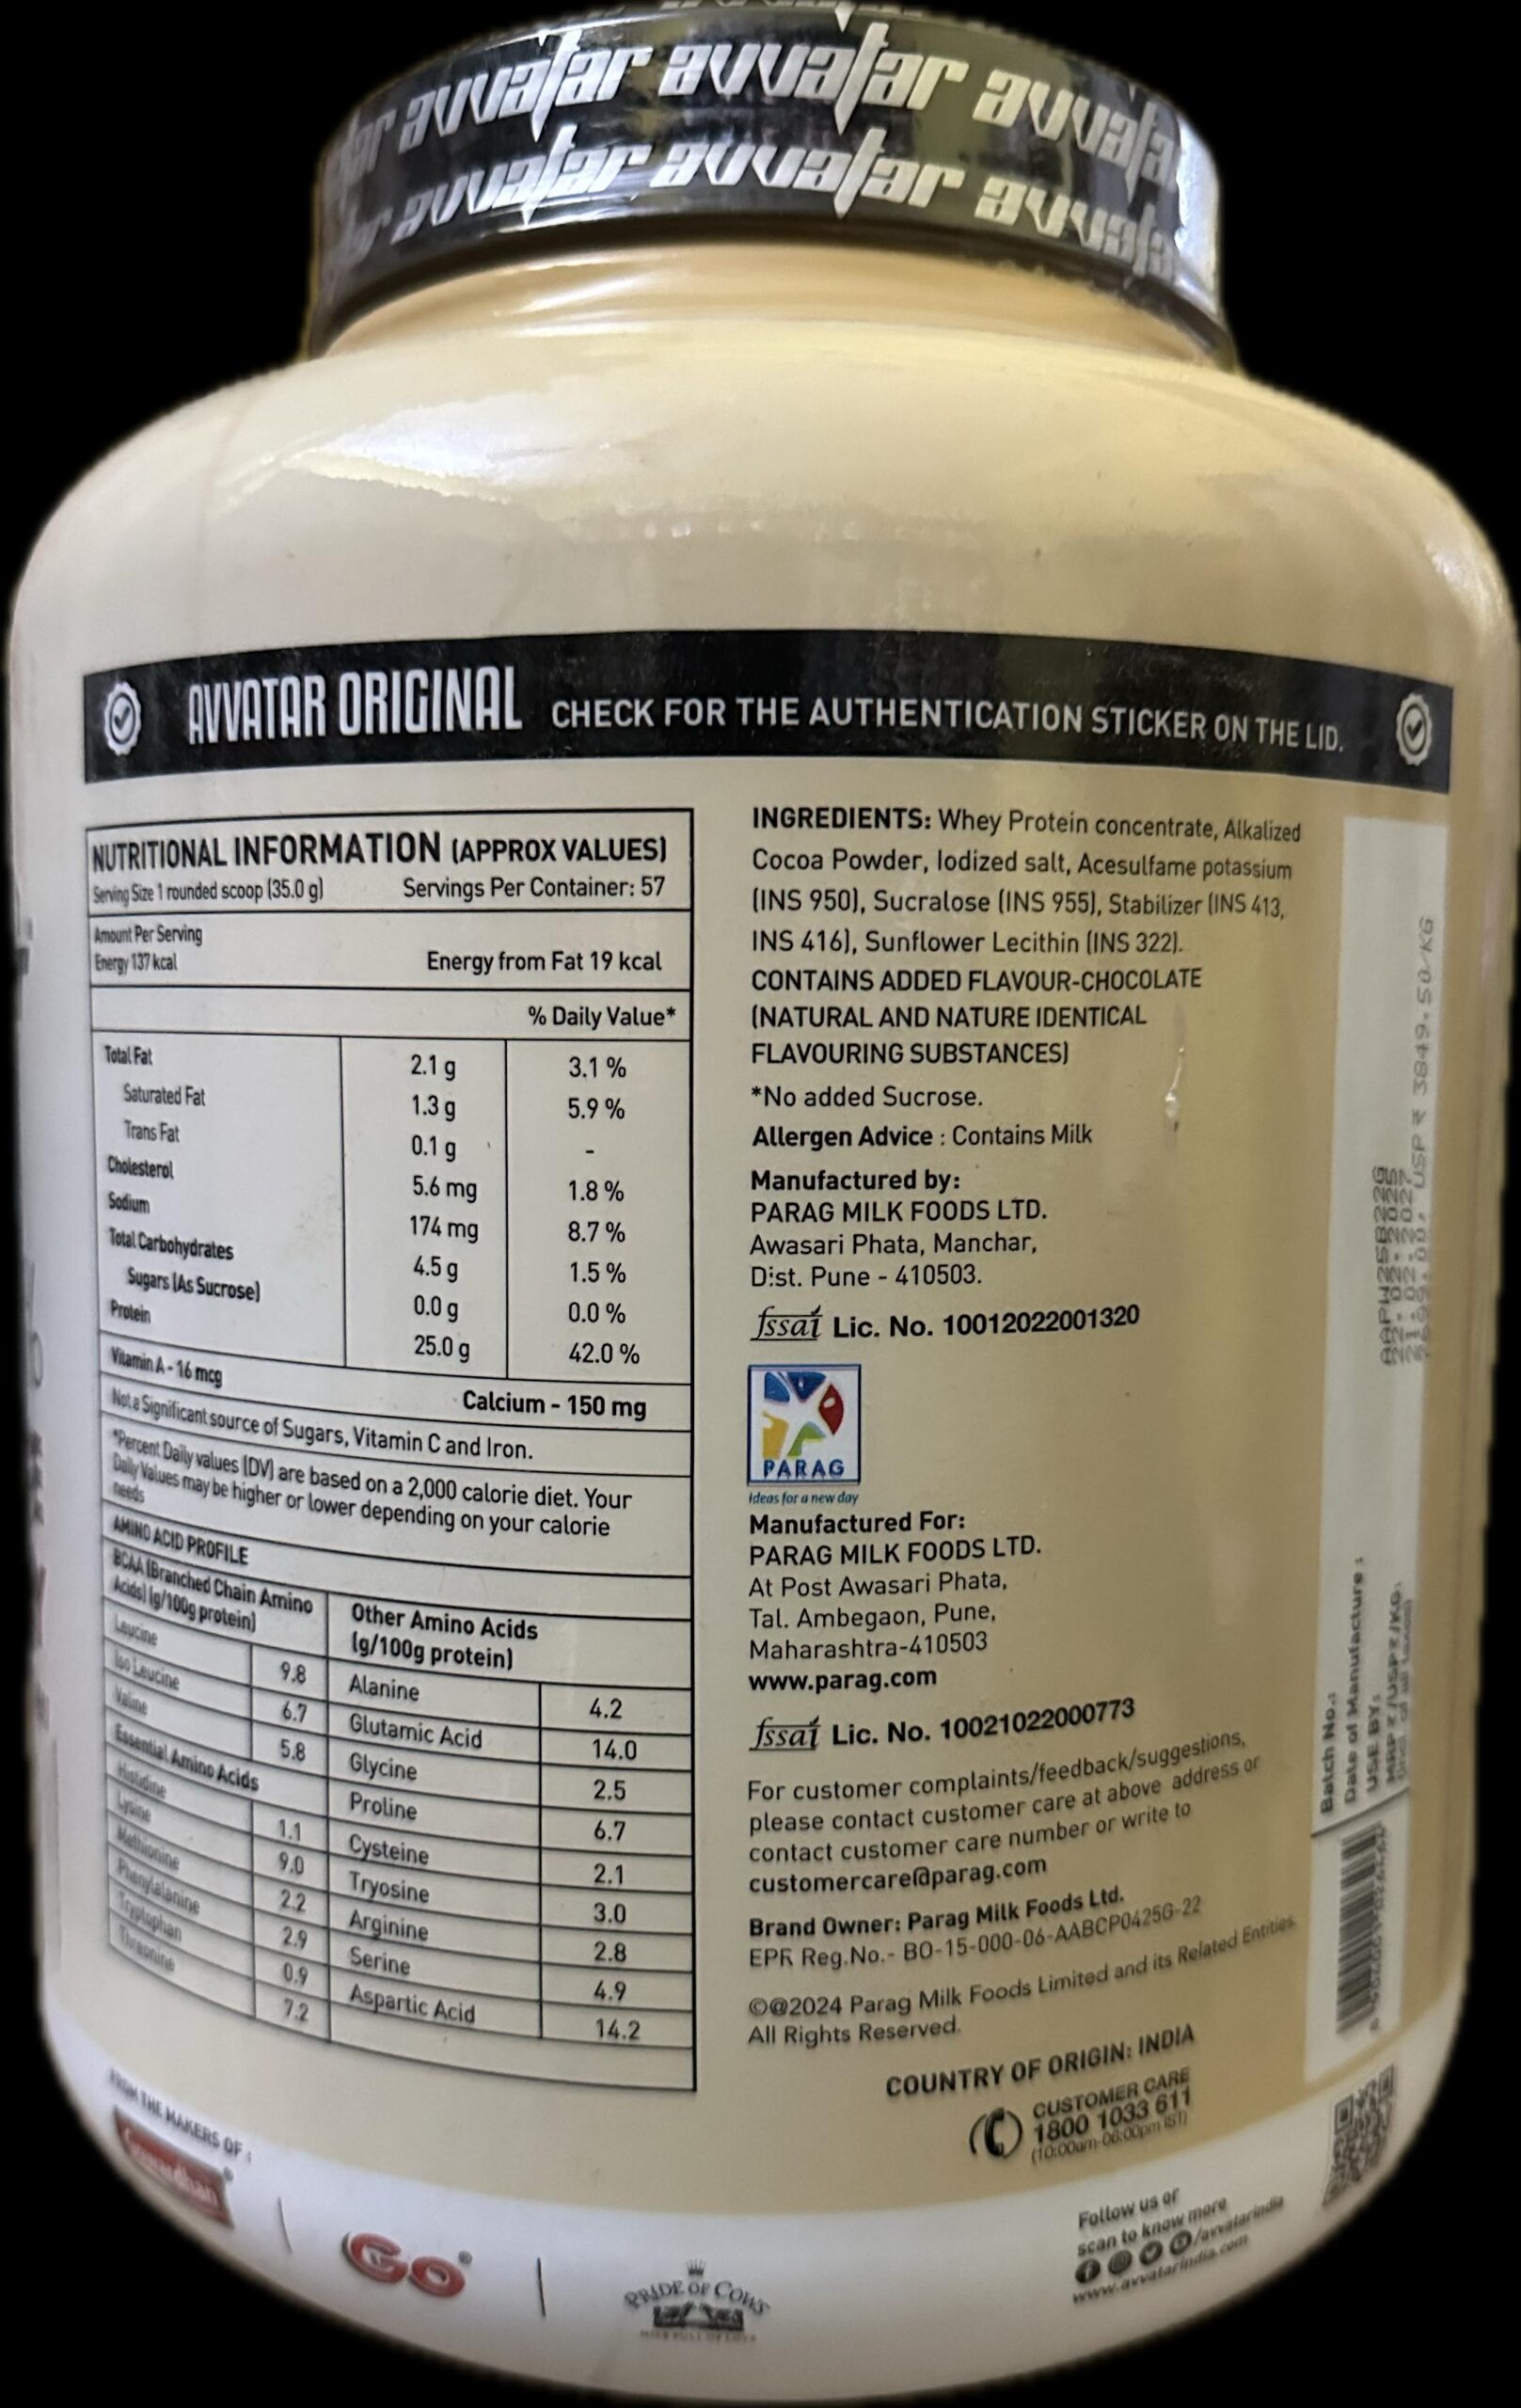 avvatar avvatar avvata
avvatar avvatar avvata
AVVATAR ORIGINAL CHECK FOR THE AUTHENTICATION STICKER ON THE LID.
NUTRITIONAL INFORMATION (APPROX VALUES)
Serving Size 1 rounded scoop (35.0 g) Servings Per Container: 57
Amount Per Serving
Energy 137 kcal Energy from Fat 19 kcal
% Daily Value*
Total Fat 2.1 g 3.1 %
Saturated Fat 1.3 g 5.9 %
Trans Fat 0.1 g -
Cholesterol 5.6 mg 1.8 %
Sodium 174 mg 8.7 %
Total Carbohydrates 4.5 g 1.5 %
Sugars (As Sucrose) 0.0 g 0.0 %
Protein 25.0 g 42.0 %
Vitamin A - 16 mcg Calcium - 150 mg
Not a Significant source of Sugars, Vitamin C and Iron.
*Percent Daily values (DV) are based on a 2,000 calorie diet. Your
Daily Values may be higher or lower depending on your calorie
needs
AMINO ACID PROFILE
BCAA (Branched Chain Amino
Acids) (g/100g protein)
Leucine 9.8
Iso Leucine 6.7
Valine 5.8
Essential Amino Acids
Histidine 1.1
Lysine 9.0
Methionine 2.2
Phenylalanine 2.9
Tryptophan 0.9
Threonine 7.2
Other Amino Acids
(g/100g protein)
Alanine 4.2
Glutamic Acid 14.0
Glycine 2.5
Proline 6.7
Cysteine 2.1
Tryosine 3.0
Arginine 2.8
Serine 4.9
Aspartic Acid 14.2
INGREDIENTS: Whey Protein concentrate, Alkalized
Cocoa Powder, Iodized salt, Acesulfame potassium
(INS 950), Sucralose (INS 955), Stabilizer (INS 413,
INS 416), Sunflower Lecithin (INS 322).
CONTAINS ADDED FLAVOUR-CHOCOLATE
(NATURAL AND NATURE IDENTICAL
FLAVOURING SUBSTANCES)
*No added Sucrose.
Allergen Advice : Contains Milk
Manufactured by:
PARAG MILK FOODS LTD.
Awasari Phata, Manchar,
Dist. Pune - 410503.
fssai Lic. No. 10012022001320
PARAG
Ideas for a new day
Manufactured For:
PARAG MILK FOODS LTD.
At Post Awasari Phata,
Tal. Ambegaon, Pune,
Maharashtra-410503
www.parag.com
fssai Lic. No. 10021022000773
For customer complaints/feedback/suggestions,
please contact customer care at above address or
contact customer care number or write to
customercare@parag.com
Brand Owner: Parag Milk Foods Ltd.
EPR Reg.No.- BO-15-000-06-AABCP0425G-22
©@2024 Parag Milk Foods Limited and its Related Entities
All Rights Reserved.
COUNTRY OF ORIGIN: INDIA
CUSTOMER CARE
1800 1033 611
(10:00am-06:00pm IST)
Batch No.:
Date of Manufacture :
USE BY:
MRP ₹/USP₹/KG:
USP ₹ 3849.50/KG
FROM THE MAKERS OF :
Gowardhan
GO
PRIDE OF COWS
Follow us or
scan to know more
/avvatarindia
www.avvatarindia.com